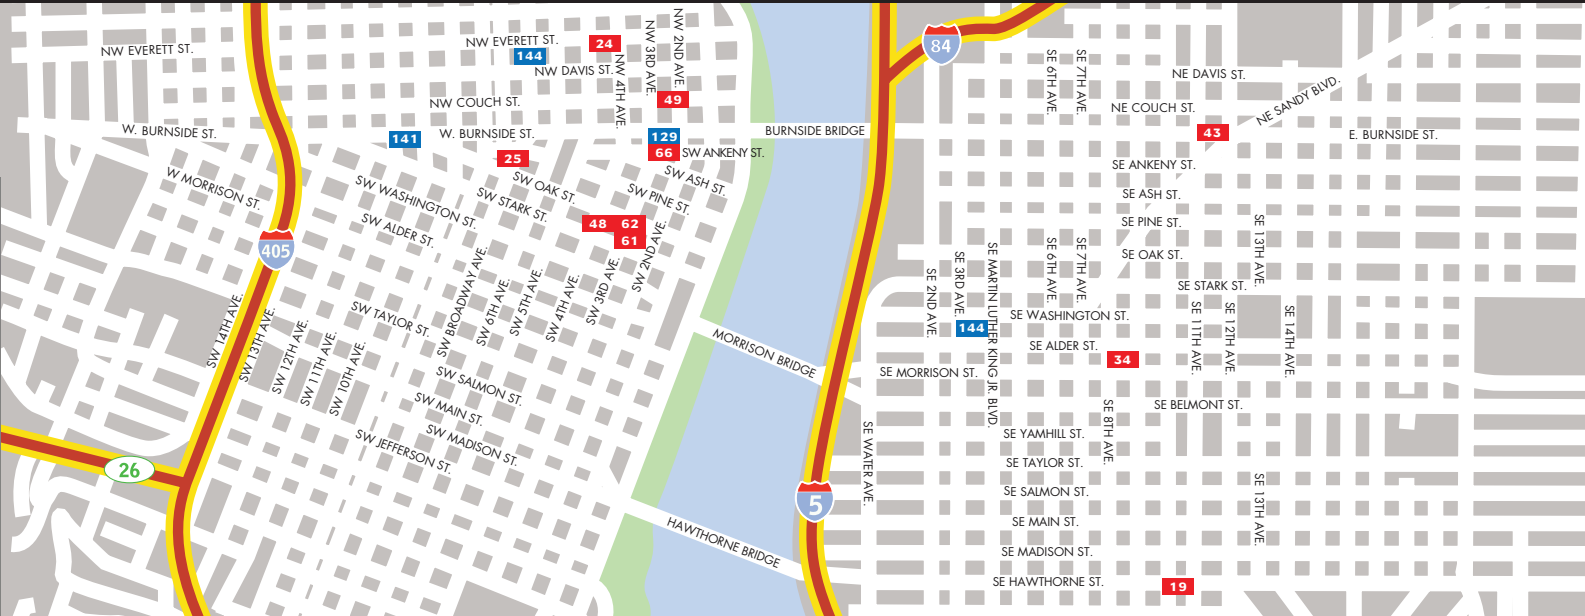 NW EVERETT ST.
NW EVERETT ST.
24
144
NW DAVIS ST.
NW 4TH AVE.
NW 3RD AVE.
NW 2ND AVE.
49
NW COUCH ST.
W. BURNSIDE ST.
141
W. BURNSIDE ST.
129
66
SW ANKENY ST.
BURNSIDE BRIDGE
25
W MORRISON ST.
SW WASHINGTON ST.
SW ALDER ST.
SW OAK ST.
SW STARK ST.
SW ASH ST.
SW PINE ST.
48
62
61
405
SW 14TH AVE.
SW 13TH AVE.
SW 12TH AVE.
SW 11TH AVE.
SW 10TH AVE.
SW TAYLOR ST.
SW BROADWAY AVE.
SW 6TH AVE.
SW 5TH AVE.
SW 4TH AVE.
SW 3RD AVE.
SW 2ND AVE.
SW SALMON ST.
SW MAIN ST.
SW MADISON ST.
SW JEFFERSON ST.
26
MORRISON BRIDGE
HAWTHORNE BRIDGE
5
84
SE 6TH AVE.
SE 7TH AVE.
NE DAVIS ST.
NE SANDY BLVD.
NE COUCH ST.
43
E. BURNSIDE ST.
SE ANKENY ST.
SE ASH ST.
SE PINE ST.
SE OAK ST.
SE 13TH AVE.
SE STARK ST.
SE 2ND AVE.
SE 3RD AVE.
SE MARTIN LUTHER KING JR. BLVD.
SE 6TH AVE.
SE 7TH AVE.
SE WASHINGTON ST.
144
SE ALDER ST.
34
SE 11TH AVE.
SE 12TH AVE.
SE 14TH AVE.
SE MORRISON ST.
SE BELMONT ST.
SE 8TH AVE.
SE WATER AVE.
SE YAMHILL ST.
SE TAYLOR ST.
SE SALMON ST.
SE MAIN ST.
SE MADISON ST.
SE 13TH AVE.
SE HAWTHORNE ST.
19